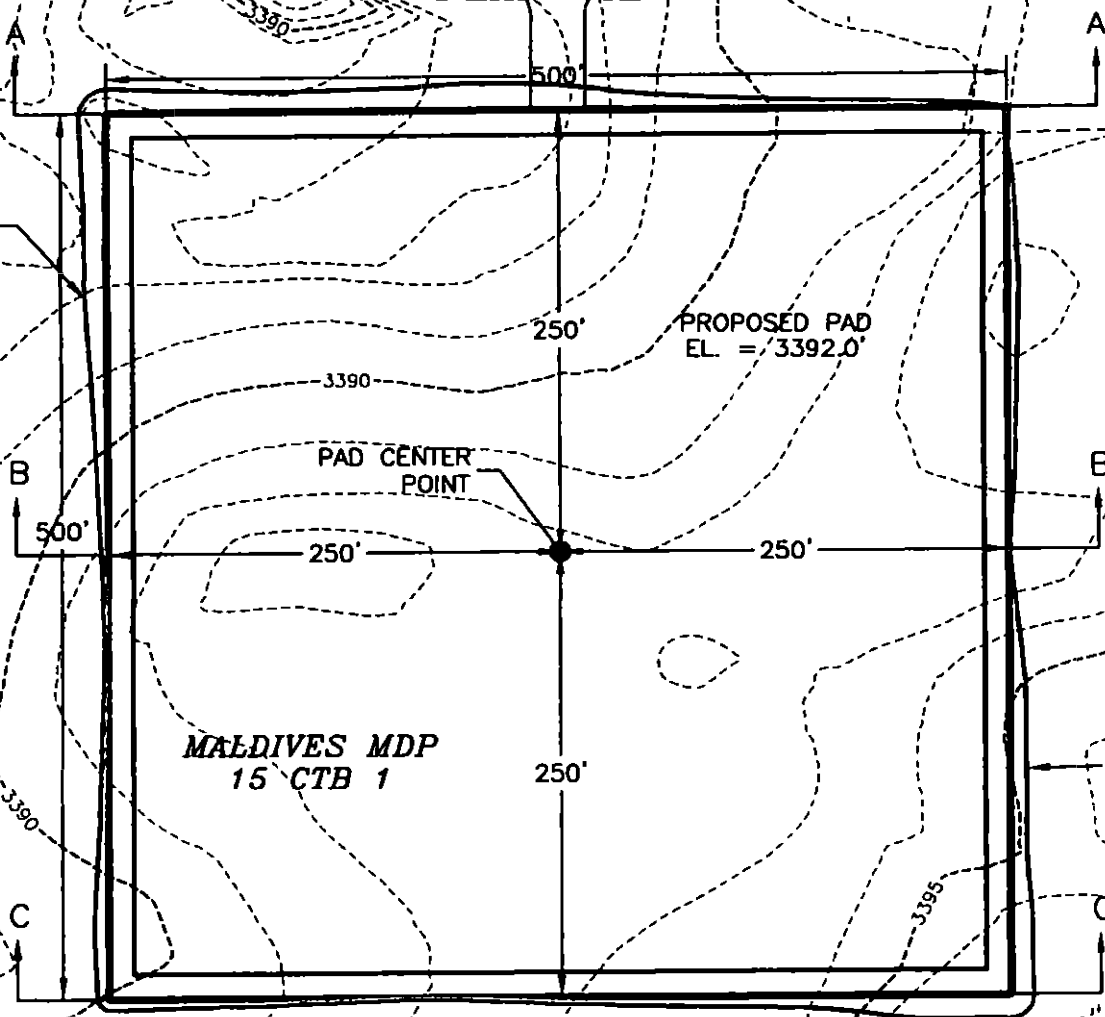 3390
A
A
500'
250'
PROPOSED PAD
EL. = 3392.0'
3390
PAD CENTER
POINT
B
B
500'
250'
250'
MALDIVES MDP
15 CTB 1
250'
3390
3395
C